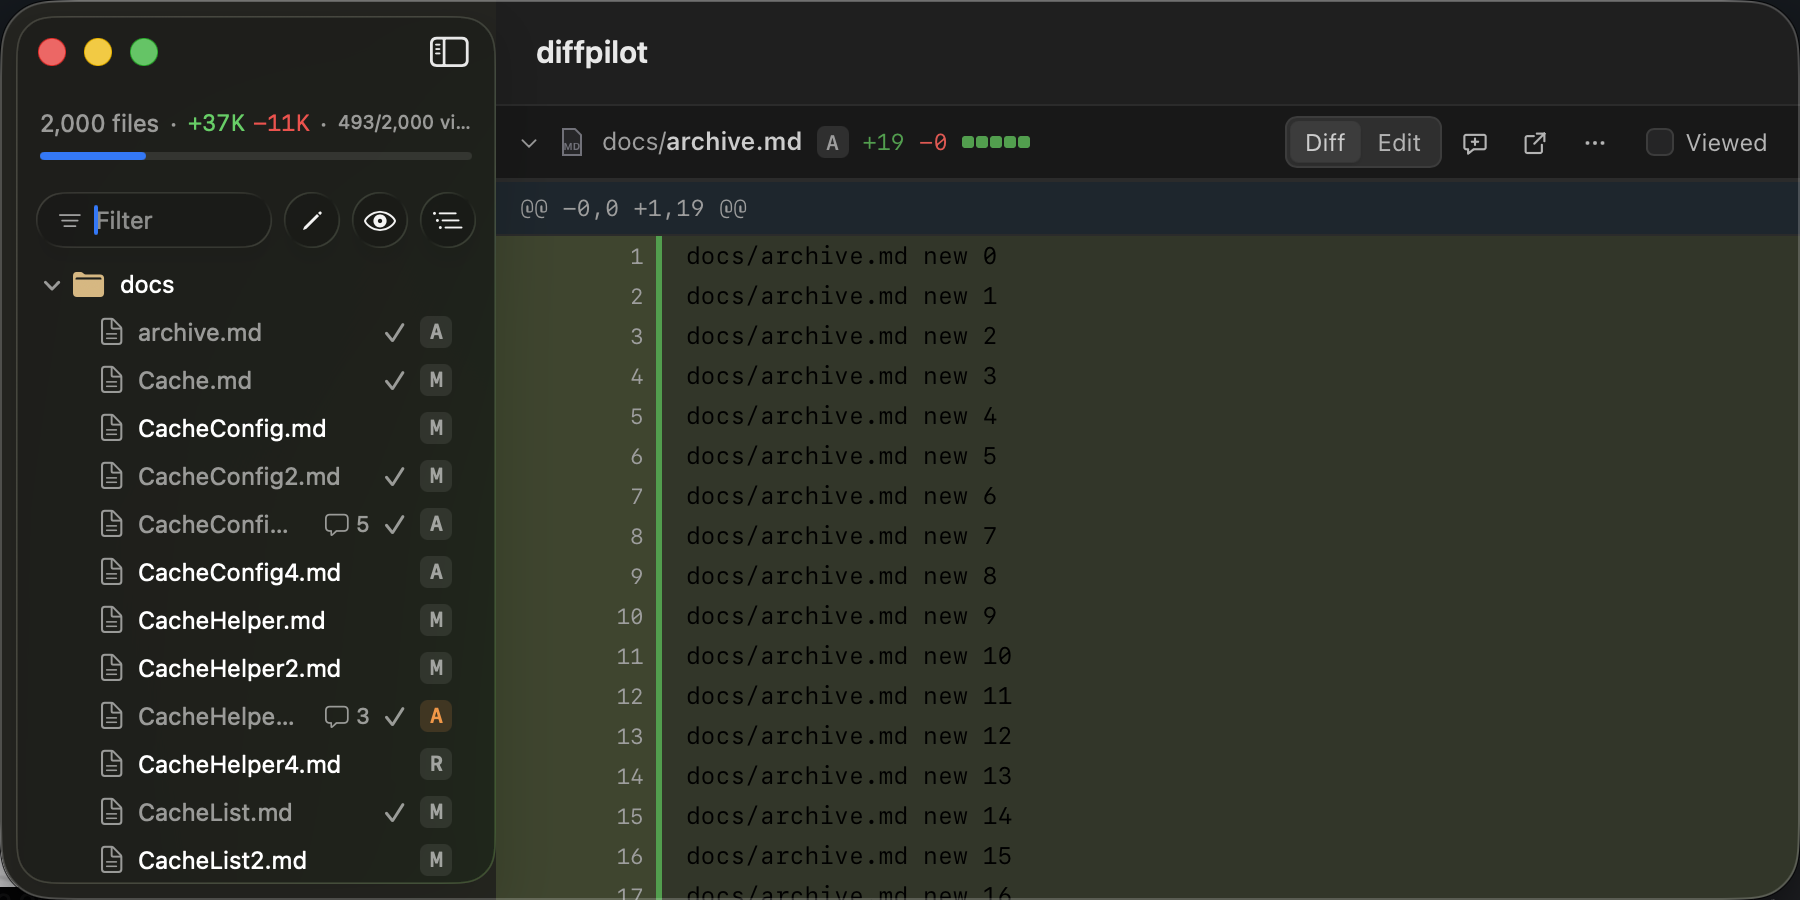 2,000 files · +37K −11K · 493/2,000 vi...
Filter
docs
archive.md A
Cache.md M
CacheConfig.md M
CacheConfig2.md M
CacheConfi... 5 A
CacheConfig4.md A
CacheHelper.md M
CacheHelper2.md M
CacheHelpe... 3 A
CacheHelper4.md R
CacheList.md M
CacheList2.md M
diffpilot
MD docs/archive.md A +19 −0 Diff Edit ... Viewed
@@ −0,0 +1,19 @@
1 docs/archive.md new 0
2 docs/archive.md new 1
3 docs/archive.md new 2
4 docs/archive.md new 3
5 docs/archive.md new 4
6 docs/archive.md new 5
7 docs/archive.md new 6
8 docs/archive.md new 7
9 docs/archive.md new 8
10 docs/archive.md new 9
11 docs/archive.md new 10
12 docs/archive.md new 11
13 docs/archive.md new 12
14 docs/archive.md new 13
15 docs/archive.md new 14
16 docs/archive.md new 15
17 docs/archive.md new 16